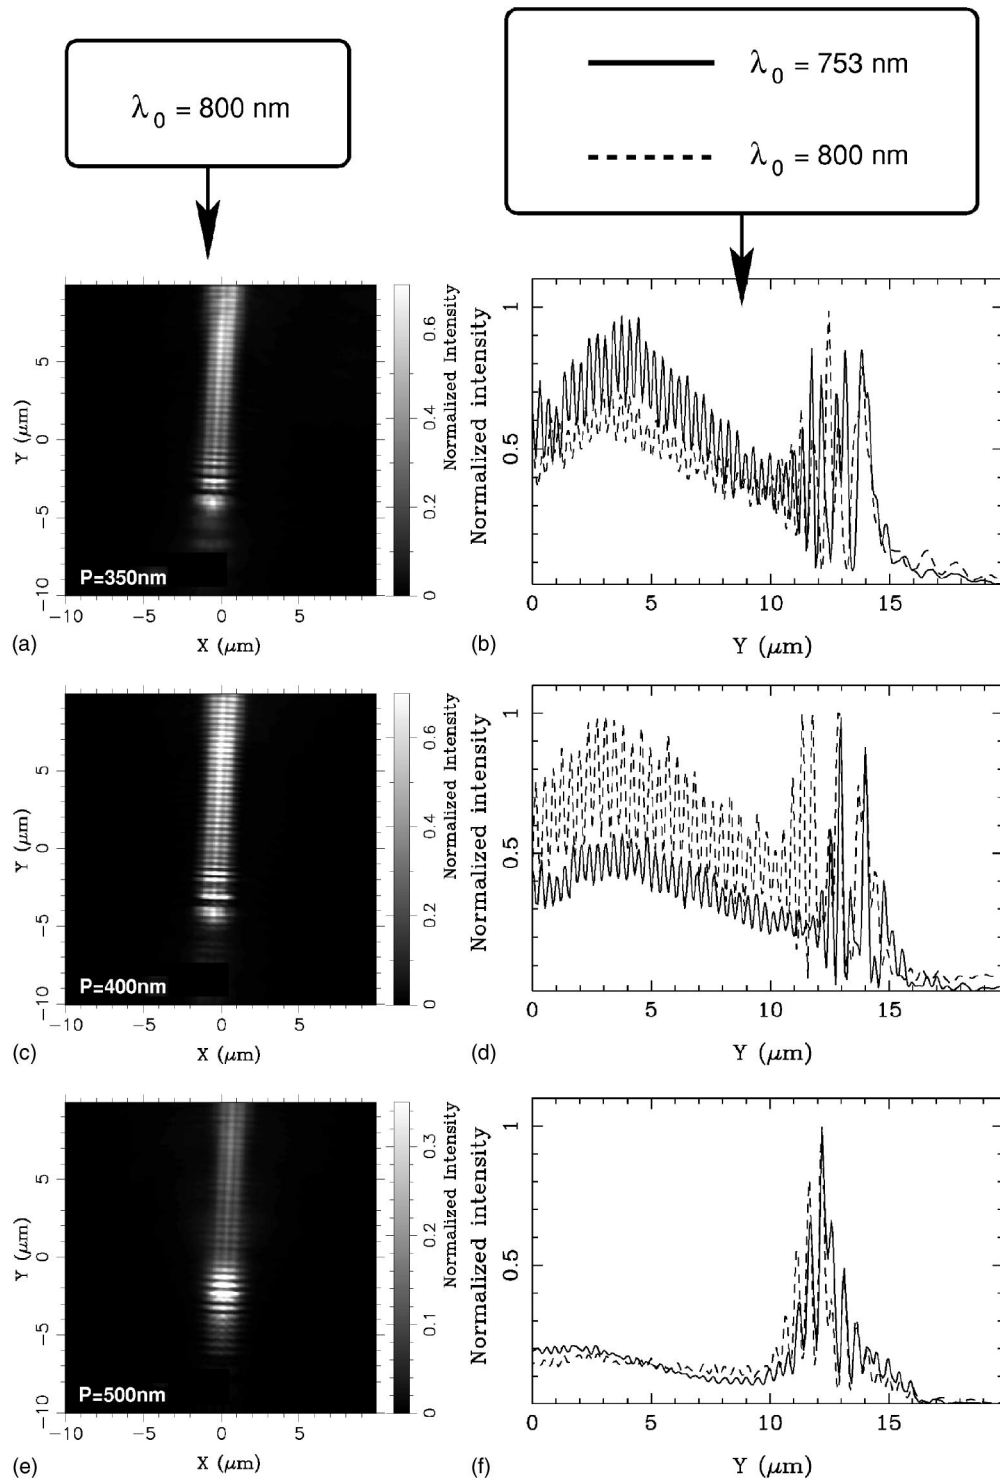 λ0 = 800 nm
λ0 = 753 nm
λ0 = 800 nm
Y (μm)
5
0
−5
−10
−10
−5
0
5
X (μm)
P=350nm
0
0.2
0.4
0.6
Normalized Intensity
(a)
Normalized intensity
1
0.5
0
5
10
15
Y (μm)
(b)
Y (μm)
5
0
−5
−10
−10
−5
0
5
X (μm)
P=400nm
0
0.2
0.4
0.6
Normalized Intensity
(c)
Normalized intensity
1
0.5
0
5
10
15
Y (μm)
(d)
Y (μm)
5
0
−5
−10
−10
−5
0
5
X (μm)
P=500nm
0
0.1
0.2
0.3
Normalized Intensity
(e)
Normalized intensity
1
0.5
0
5
10
15
Y (μm)
(f)